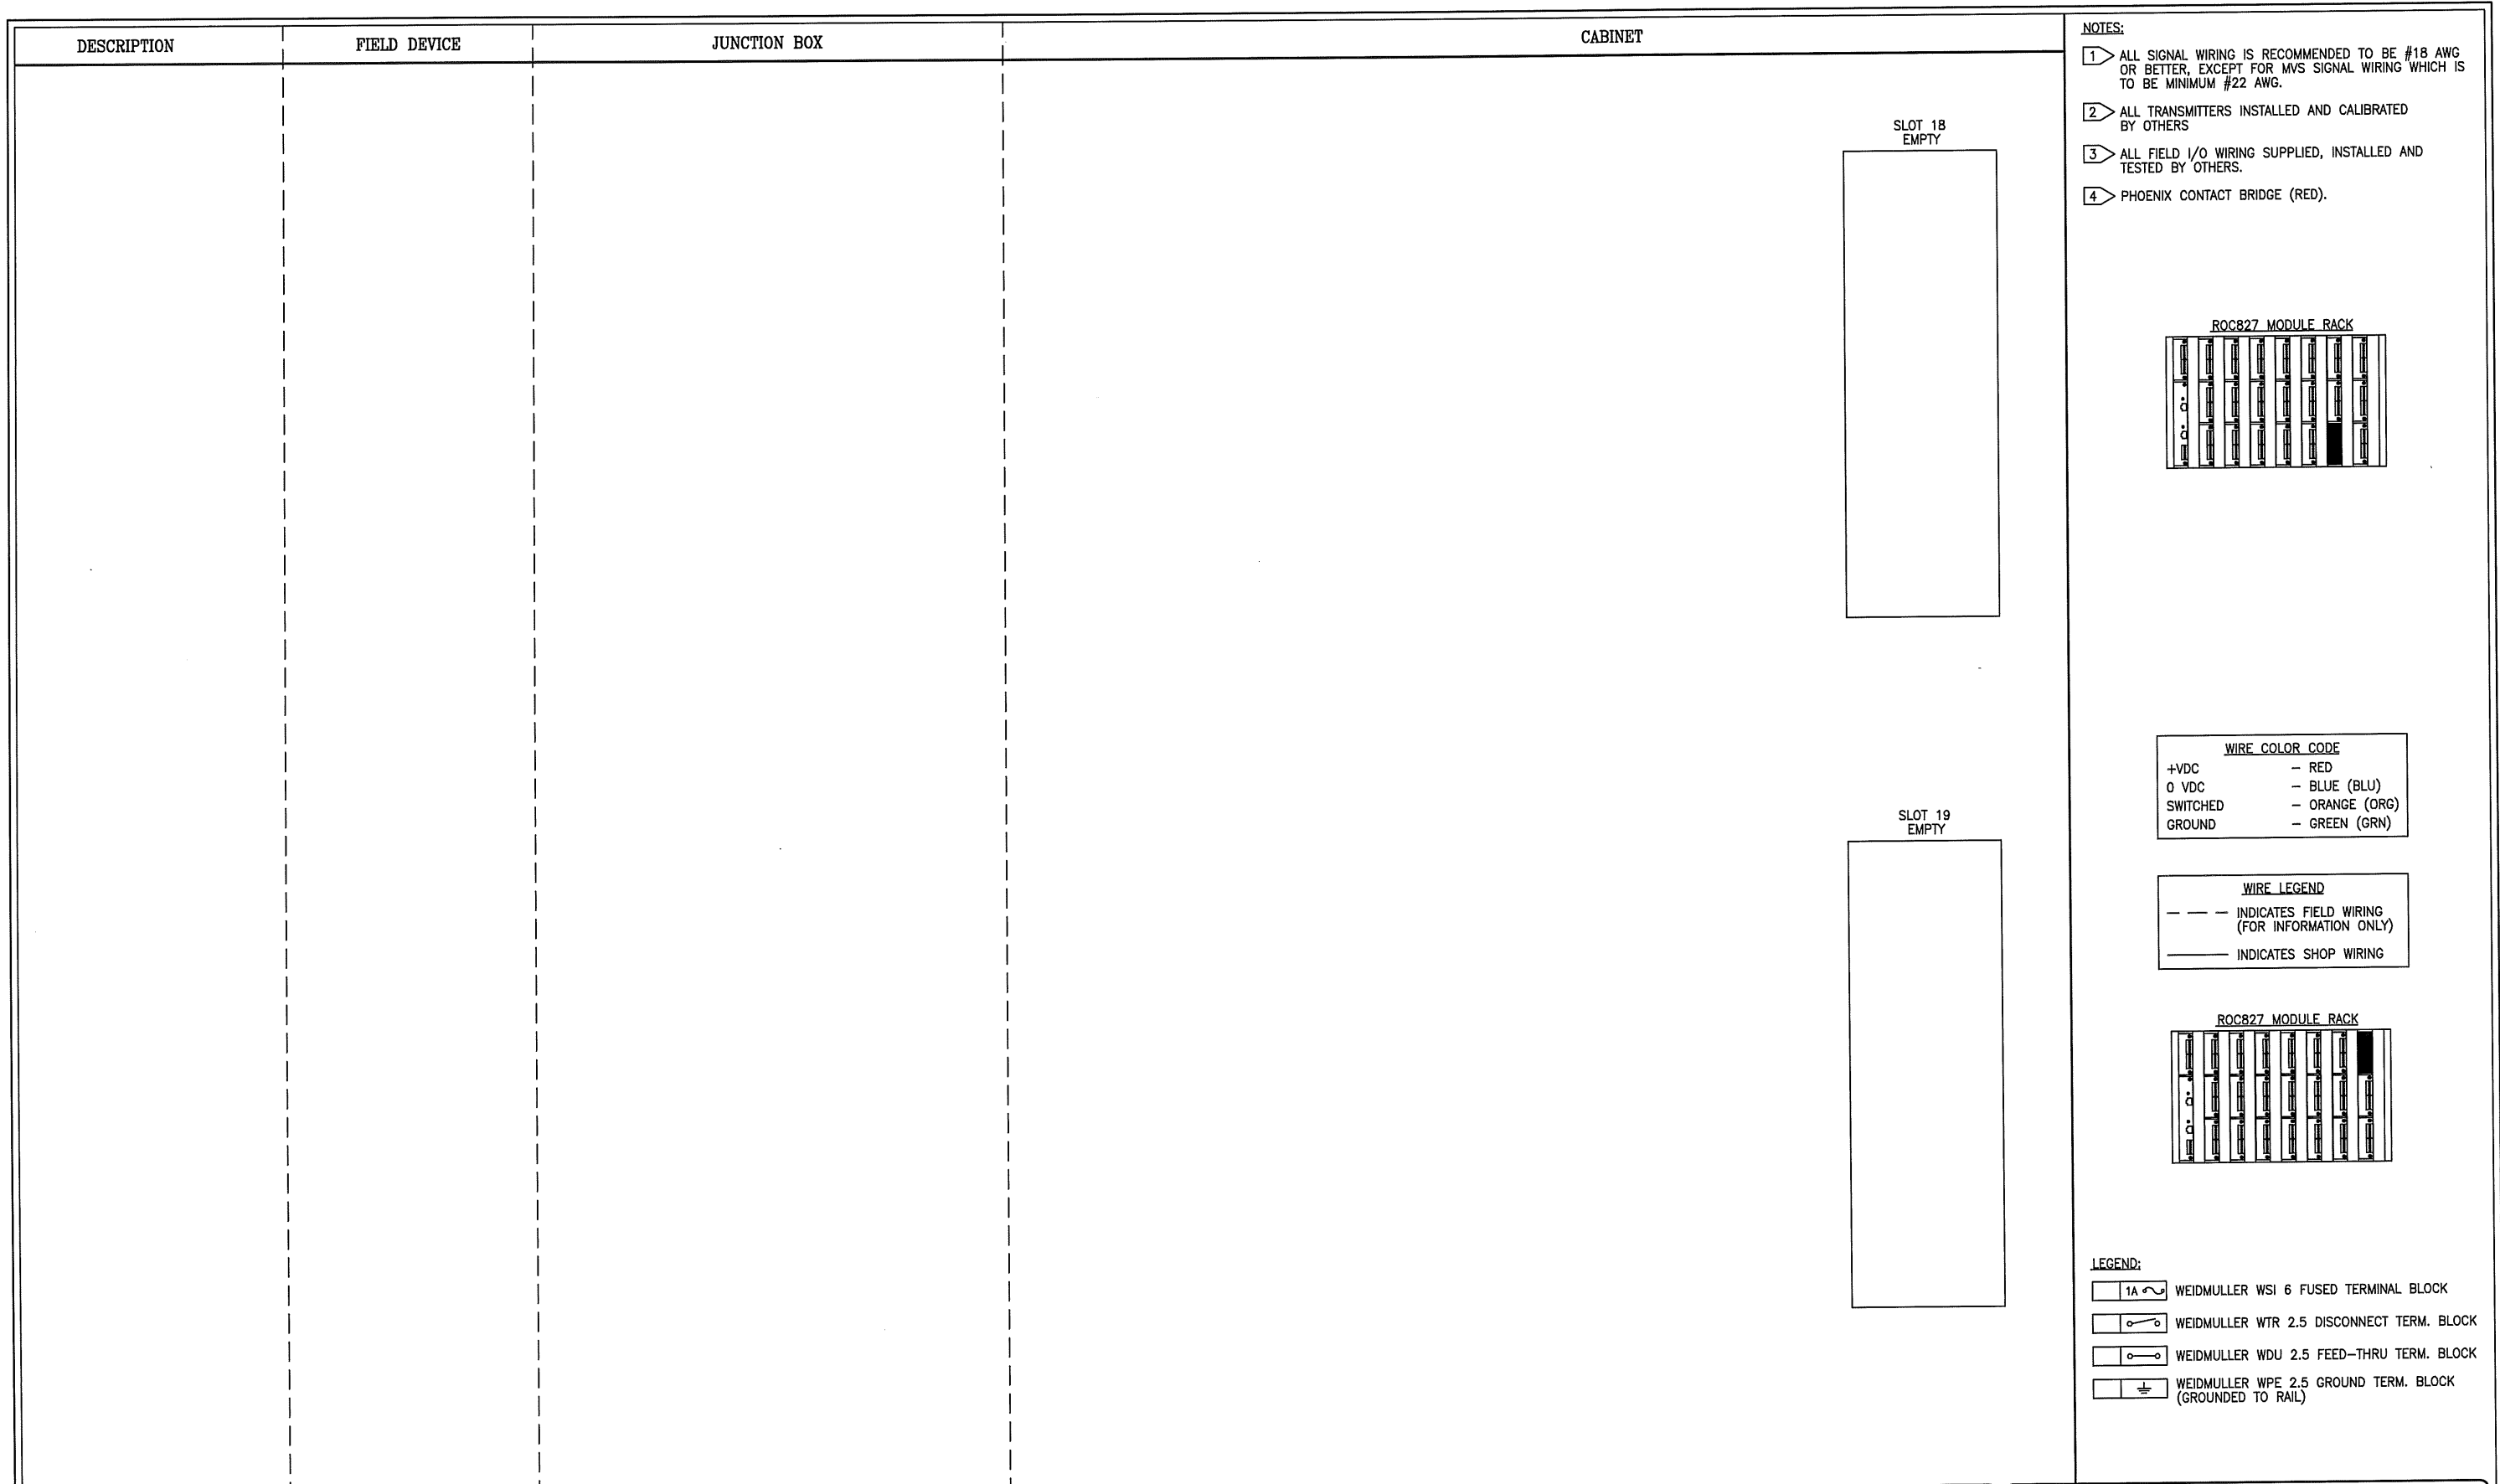 DESCRIPTION
FIELD DEVICE
JUNCTION BOX
CABINET
SLOT 18
EMPTY
SLOT 19
EMPTY
NOTES:
1 ALL SIGNAL WIRING IS RECOMMENDED TO BE #18 AWG
OR BETTER, EXCEPT FOR MVS SIGNAL WIRING WHICH IS
TO BE MINIMUM #22 AWG.
2 ALL TRANSMITTERS INSTALLED AND CALIBRATED
BY OTHERS
3 ALL FIELD I/O WIRING SUPPLIED, INSTALLED AND
TESTED BY OTHERS.
4 PHOENIX CONTACT BRIDGE (RED).
ROC827 MODULE RACK
WIRE COLOR CODE
+VDC – RED
0 VDC – BLUE (BLU)
SWITCHED – ORANGE (ORG)
GROUND – GREEN (GRN)
WIRE LEGEND
INDICATES FIELD WIRING
(FOR INFORMATION ONLY)
INDICATES SHOP WIRING
ROC827 MODULE RACK
LEGEND:
1A WEIDMULLER WSI 6 FUSED TERMINAL BLOCK
WEIDMULLER WTR 2.5 DISCONNECT TERM. BLOCK
WEIDMULLER WDU 2.5 FEED–THRU TERM. BLOCK
WEIDMULLER WPE 2.5 GROUND TERM. BLOCK
(GROUNDED TO RAIL)